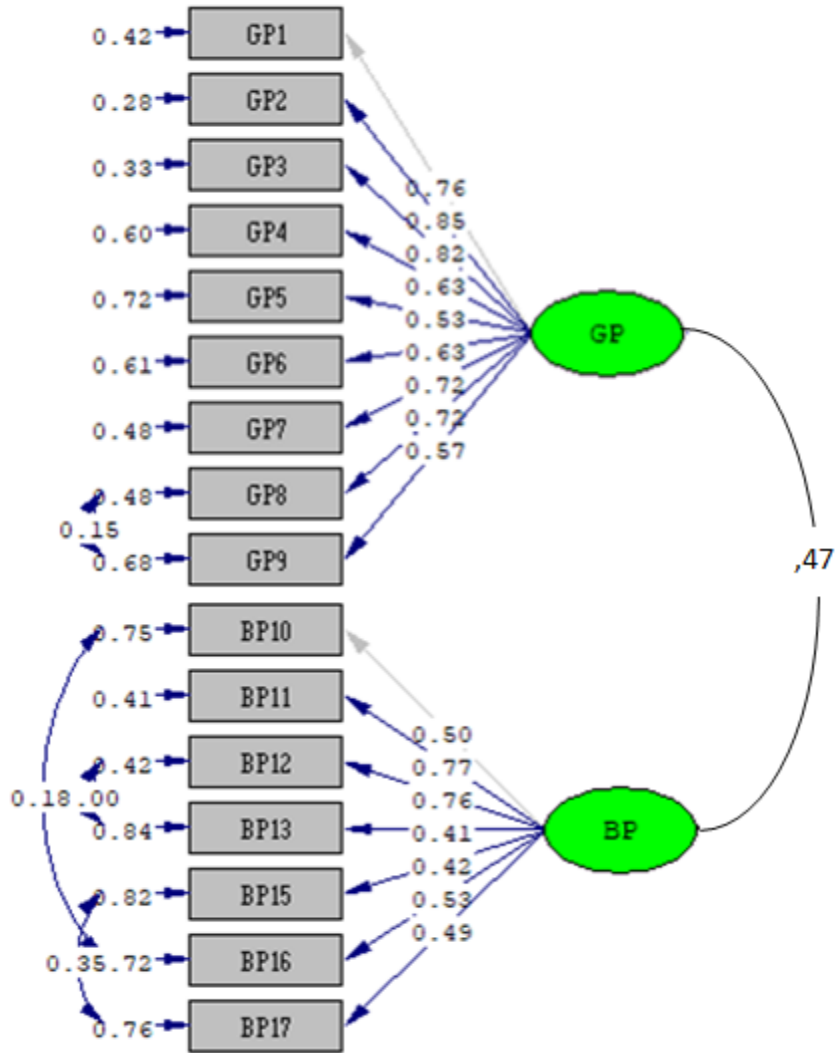 0.42 GP1
0.28 GP2
0.33 GP3
0.76
0.60 GP4
0.85
0.82
0.72 GP5
0.63
0.53
GP
0.61 GP6
0.63
0.72
0.48 GP7
0.72
0.57
0.48 GP8
0.15
0.68 GP9
,47
0.75 BP10
0.41 BP11
0.50
0.42 BP12
0.77
0.18.00
0.76
0.84 BP13
0.41
BP
0.42
0.82 BP15
0.53
0.49
0.35.72 BP16
0.76 BP17